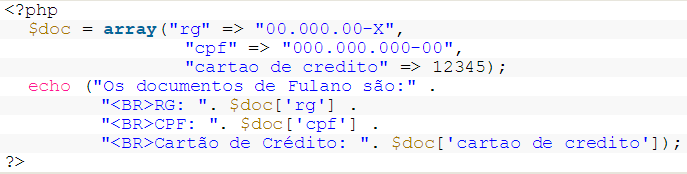 <?php
$doc = array("rg" => "00.000.00-X",
"cpf" => "000.000.000-00",
"cartao de credito" => 12345);
echo ("Os documentos de Fulano são:" .
"<BR>RG: ". $doc['rg'] .
"<BR>CPF: ". $doc['cpf'] .
"<BR>Cartão de Crédito: ". $doc['cartao de credito']);
?>